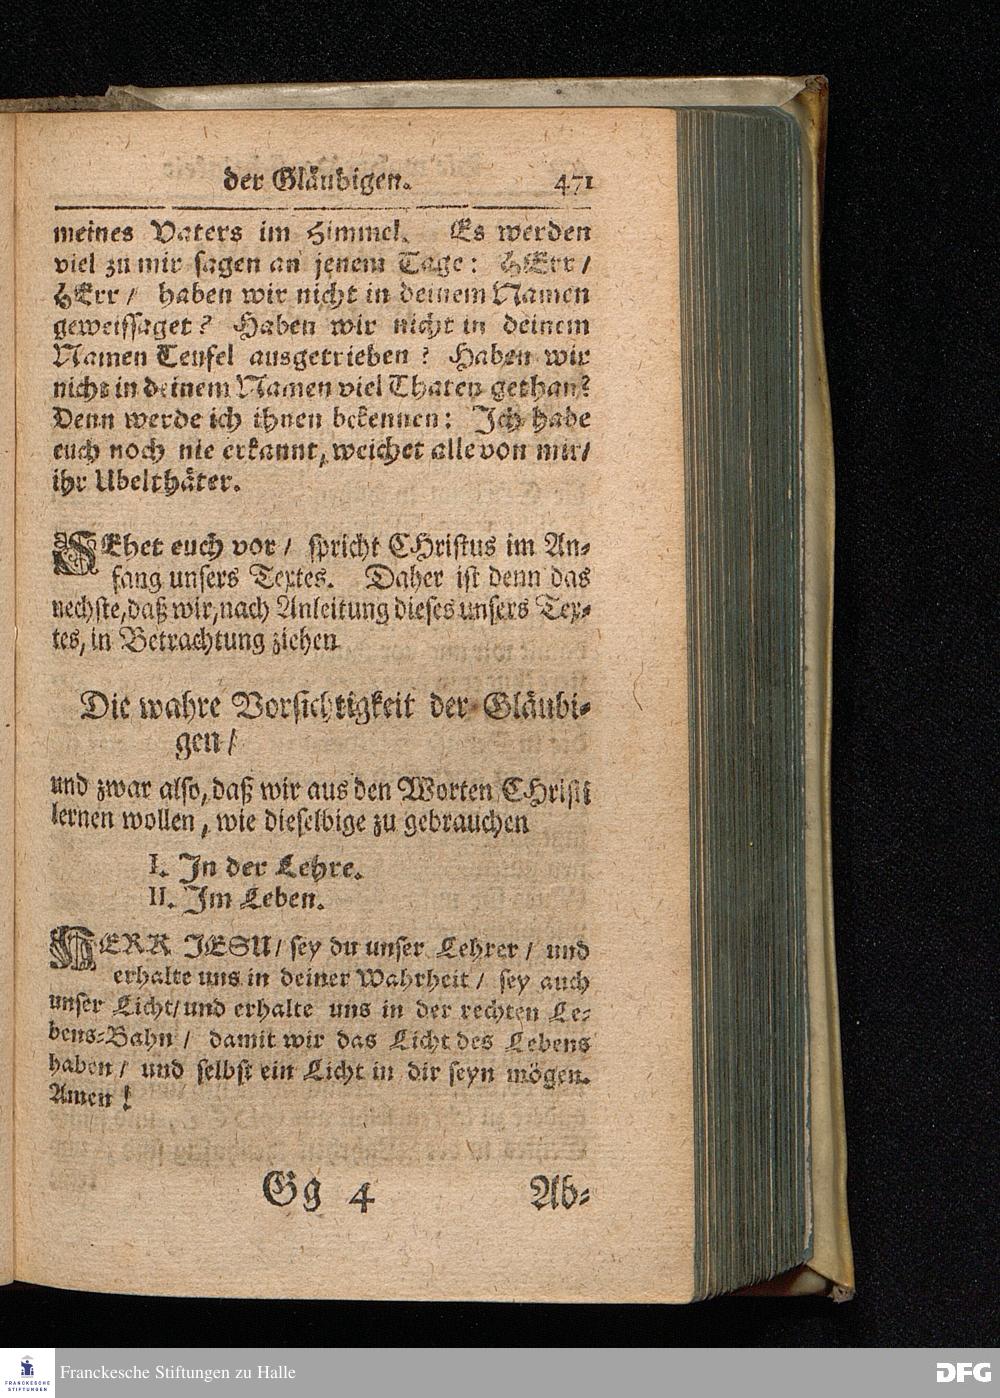 der Gläubigen. 471
meines Vaters im Himmel. Es werden
viel zu mir sagen an jenem Tage: HErr /
HErr / haben wir nicht in deinem Namen
geweissaget? Haben wir nicht in deinem
Namen Teufel ausgetrieben? Haben wir
nicht in deinem Namen viel Thaten gethan?
Denn werde ich ihnen bekennen: Ich habe
euch noch nie erkannt, weichet alle von mir/
ihr Ubelthäter.
SEhet euch vor / spricht CHristus im An-
fang unsers Textes. Daher ist denn das
nechste, daß wir, nach Anleitung dieses unsers Tex-
tes, in Betrachtung ziehen
Die wahre Vorsichtigkeit der Gläubi-
gen /
und zwar also, daß wir aus den Worten CHristi
lernen wollen, wie dieselbige zu gebrauchen
I. In der Lehre.
II. Im Leben.
HERR JESU / sey du unser Lehrer / und
erhalte uns in deiner Wahrheit / sey auch
unser Licht/ und erhalte uns in der rechten Le-
bens-Bahn / damit wir das Licht des Lebens
haben / und selbst ein Licht in dir seyn mögen.
Amen!
Gg 4 Ab-
FRANCKESCHE
STIFTUNGEN
Franckesche Stiftungen zu Halle
DFG